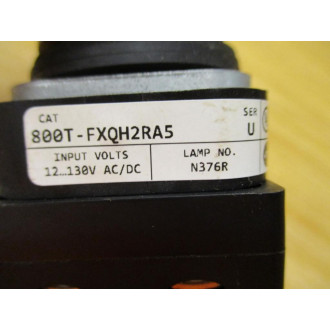 CAT
SER
800T-FXQH2RA5
U
INPUT VOLTS
LAMP NO.
12...130V AC/DC
N376R